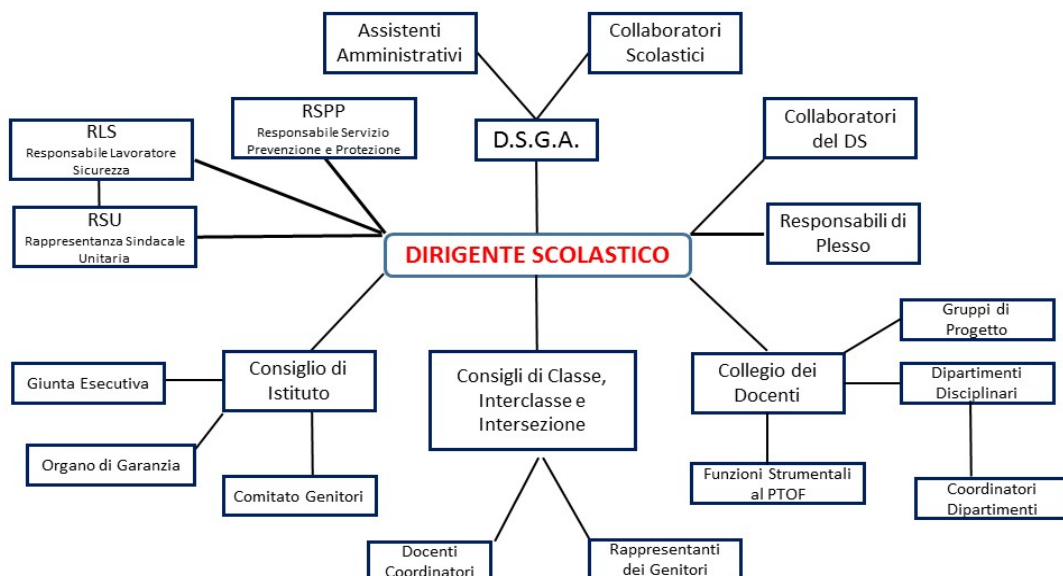 Assistenti
Amministrativi
Collaboratori
Scolastici
RSPP
Responsabile Servizio
Prevenzione e Protezione
RLS
Responsabile Lavoratore
Sicurezza
D.S.G.A.
Collaboratori
del DS
RSU
Rappresentanza Sindacale
Unitaria
Responsabili di
Plesso
DIRIGENTE SCOLASTICO
Gruppi di
Progetto
Giunta Esecutiva
Consiglio di
Istituto
Consigli di Classe,
Interclasse e
Intersezione
Collegio dei
Docenti
Dipartimenti
Disciplinari
Organo di Garanzia
Comitato Genitori
Funzioni Strumentali
al PTOF
Coordinatori
Dipartimenti
Docenti
Coordinatori
Rappresentanti
dei Genitori